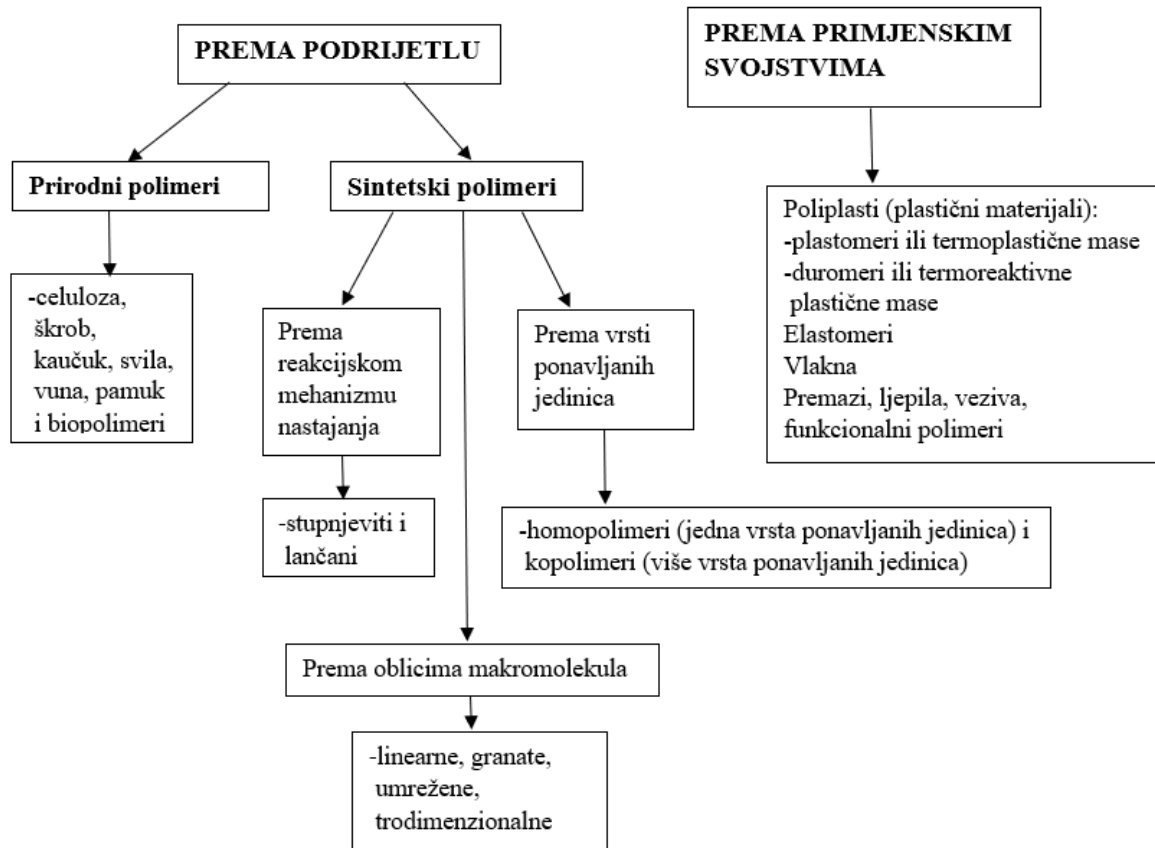 PREMA PODRIJETLU
PREMA PRIMJENSKIM
SVOJSTVIMA
Prirodni polimeri
Sintetski polimeri
Poliplasti (plastični materijali):
-plastomeri ili termoplastične mase
-duromeri ili termoreaktivne
plastične mase
Elastomeri
Vlakna
Premazi, ljepila, veziva,
funkcionalni polimeri
-celuloza,
škrob,
kaučuk, svila,
vuna, pamuk
i biopolimeri
Prema
reakcijskom
mehanizmu
nastajanja
Prema vrsti
ponavljanih
jedinica
-stupnjeviti i
lančani
-homopolimeri (jedna vrsta ponavljanih jedinica) i
kopolimeri (više vrsta ponavljanih jedinica)
Prema oblicima makromolekula
-linearne, granate,
umrežene,
trodimenzionalne